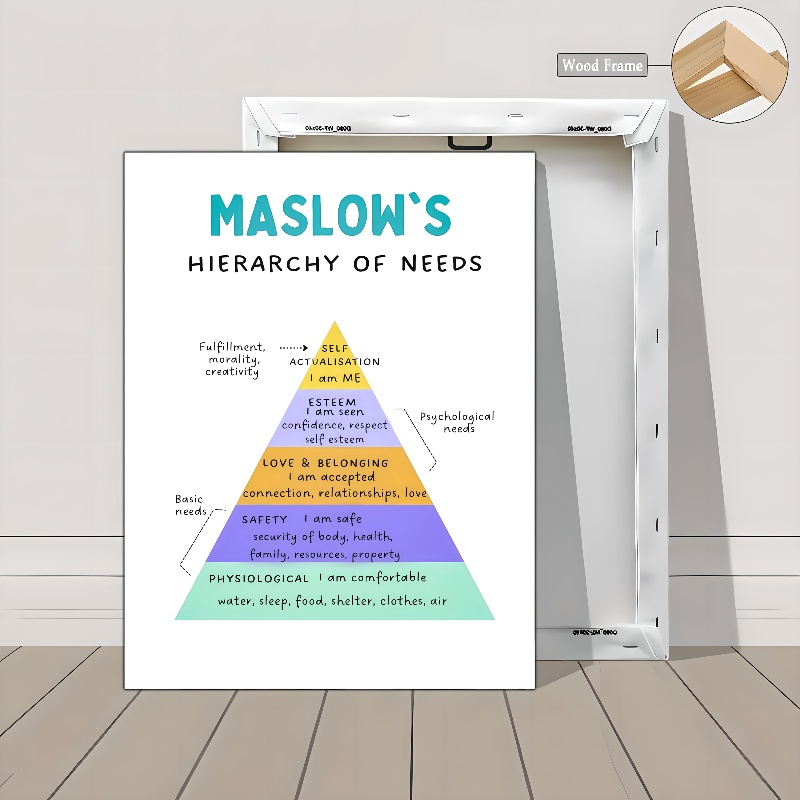 Wood Frame
MASLOW'S
HIERARCHY OF NEEDS
Fulfillment,
morality,
creativity
SELF
ACTUALISATION
I am ME
ESTEEM
I am seen
confidence, respect
self esteem
Psychological
needs
LOVE & BELONGING
I am accepted
connection, relationships, love
Basic
needs
SAFETY I am safe
security of body, health,
family, resources, property
PHYSIOLOGICAL I am comfortable
water, sleep, food, shelter, clothes, air